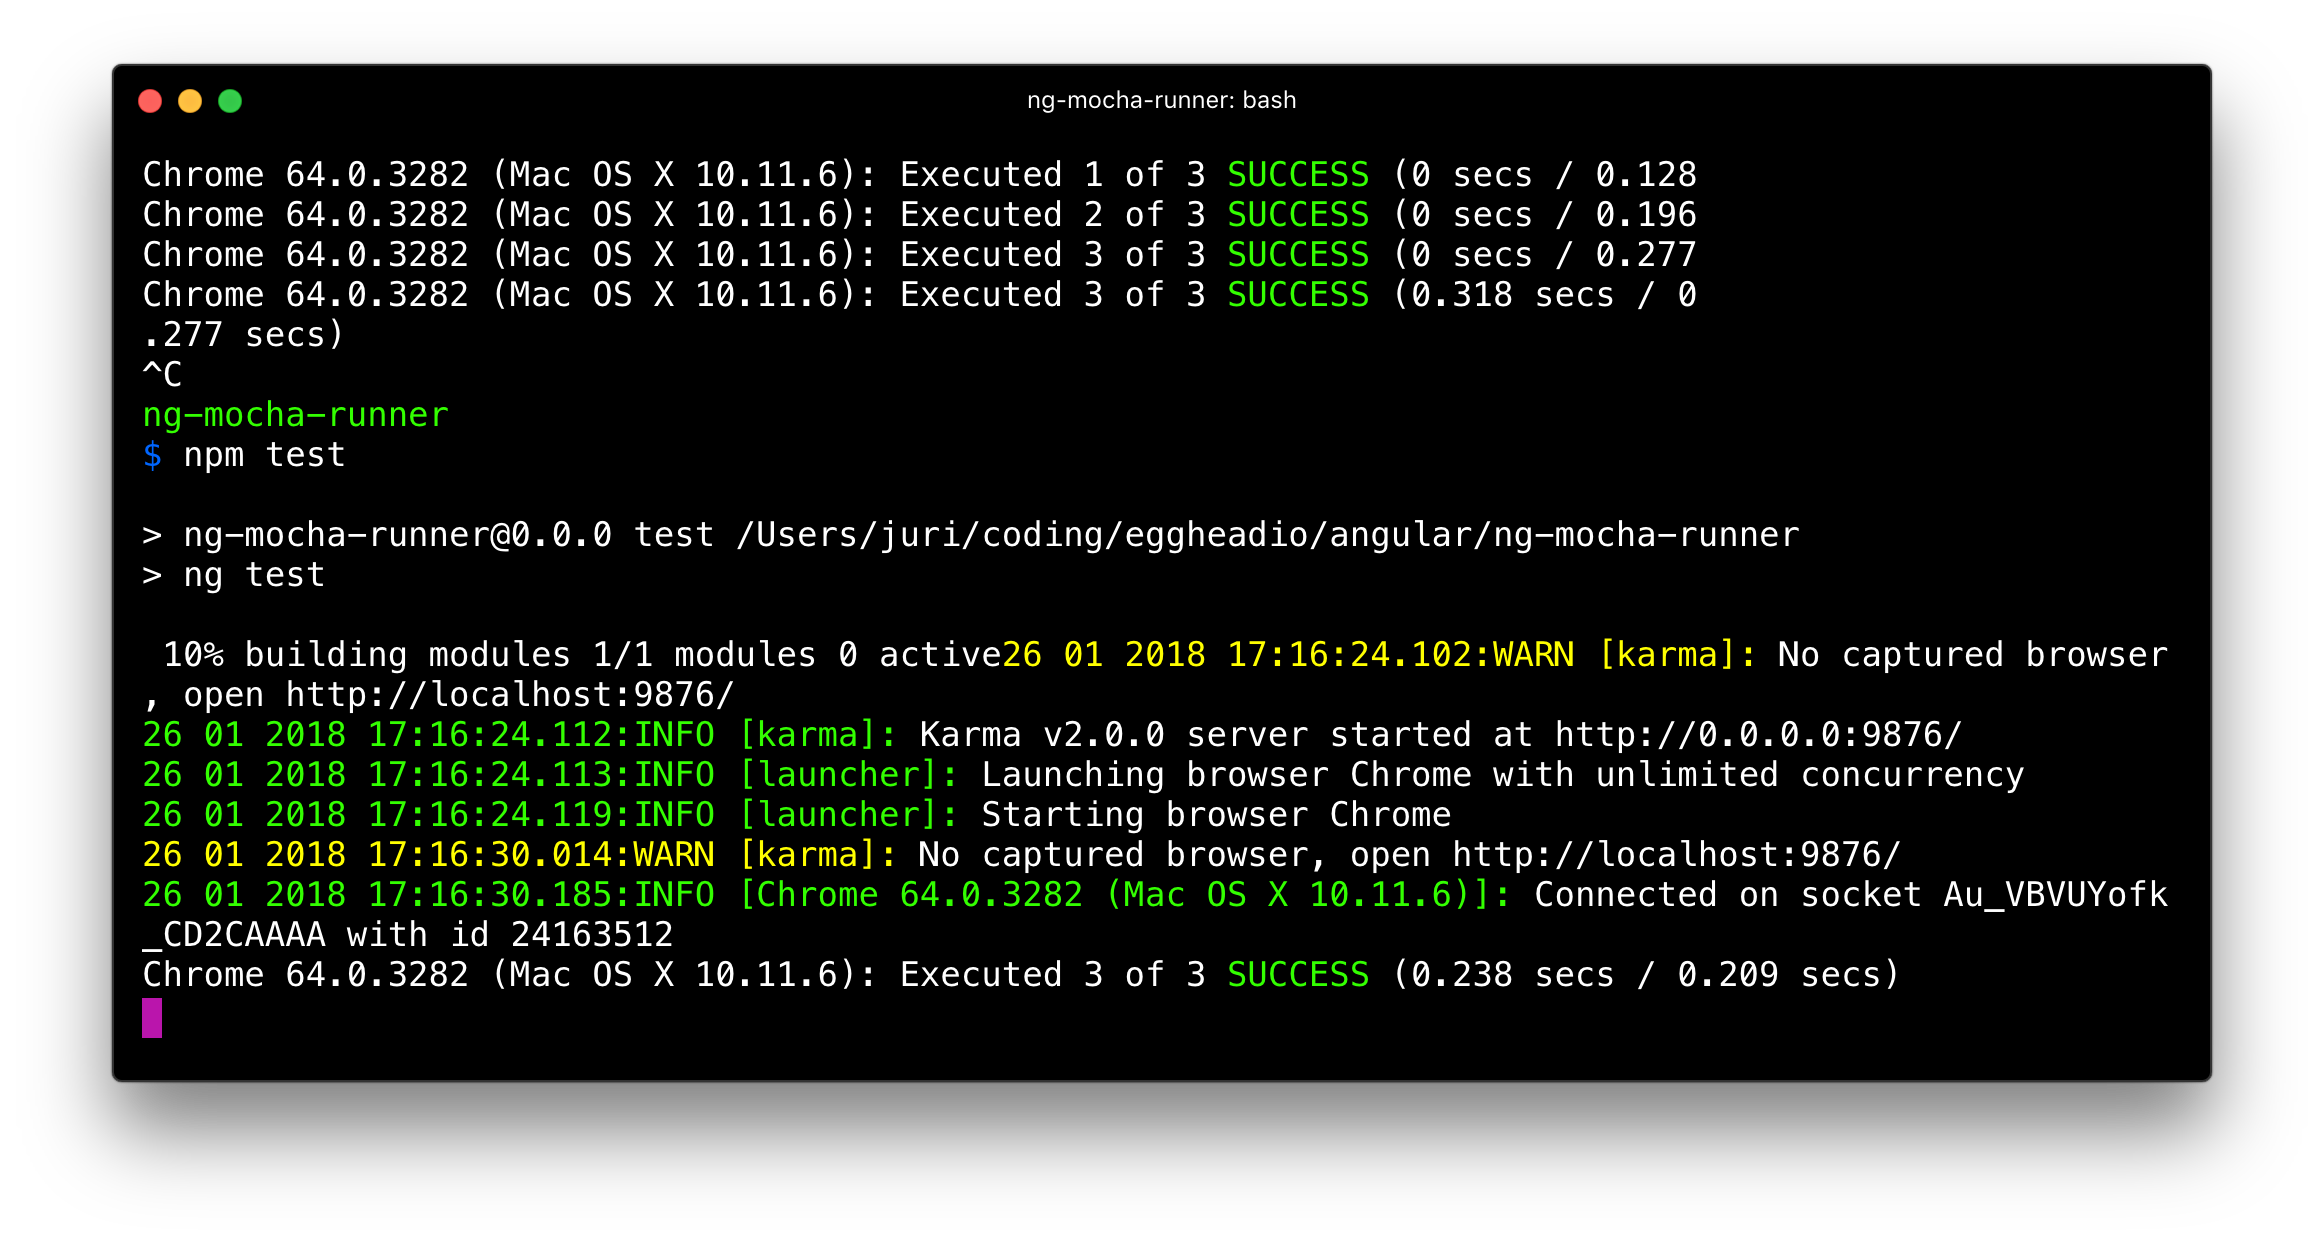 ng-mocha-runner: bash
Chrome 64.0.3282 (Mac OS X 10.11.6): Executed 1 of 3 SUCCESS (0 secs / 0.128
Chrome 64.0.3282 (Mac OS X 10.11.6): Executed 2 of 3 SUCCESS (0 secs / 0.196
Chrome 64.0.3282 (Mac OS X 10.11.6): Executed 3 of 3 SUCCESS (0 secs / 0.277
Chrome 64.0.3282 (Mac OS X 10.11.6): Executed 3 of 3 SUCCESS (0.318 secs / 0
.277 secs)
^C
ng-mocha-runner
$ npm test
> ng-mocha-runner@0.0.0 test /Users/juri/coding/eggheadio/angular/ng-mocha-runner
> ng test
10% building modules 1/1 modules 0 active26 01 2018 17:16:24.102:WARN [karma]: No captured browser
, open http://localhost:9876/
26 01 2018 17:16:24.112:INFO [karma]: Karma v2.0.0 server started at http://0.0.0.0:9876/
26 01 2018 17:16:24.113:INFO [launcher]: Launching browser Chrome with unlimited concurrency
26 01 2018 17:16:24.119:INFO [launcher]: Starting browser Chrome
26 01 2018 17:16:30.014:WARN [karma]: No captured browser, open http://localhost:9876/
26 01 2018 17:16:30.185:INFO [Chrome 64.0.3282 (Mac OS X 10.11.6)]: Connected on socket Au_VBVUYofk
_CD2CAAAA with id 24163512
Chrome 64.0.3282 (Mac OS X 10.11.6): Executed 3 of 3 SUCCESS (0.238 secs / 0.209 secs)